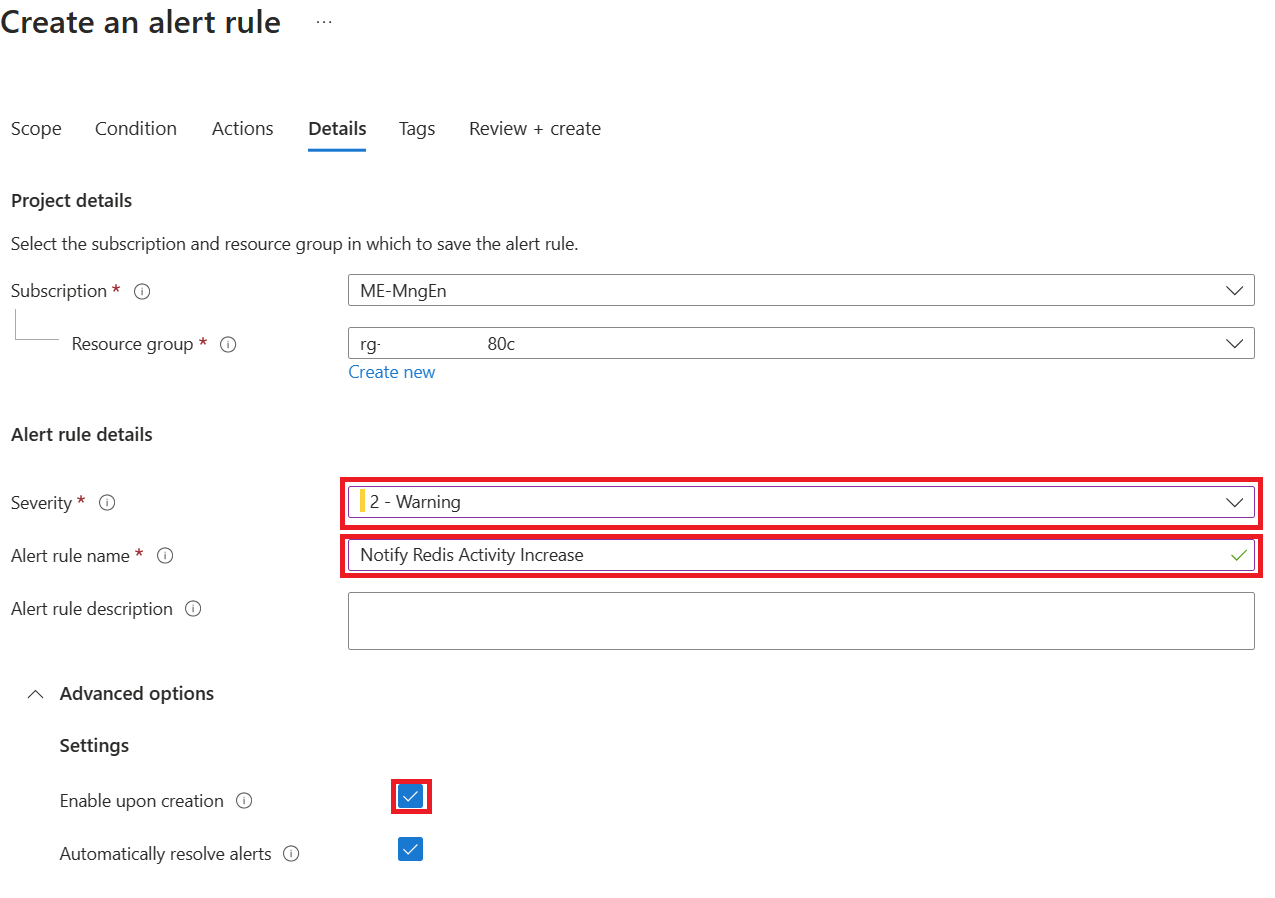 Create an alert rule ...
Scope Condition Actions Details Tags Review + create
Project details
Select the subscription and resource group in which to save the alert rule.
Subscription * ME-MngEn
Resource group * rg- 80c
Create new
Alert rule details
Severity * 2 - Warning
Alert rule name * Notify Redis Activity Increase
Alert rule description
Advanced options
Settings
Enable upon creation
Automatically resolve alerts